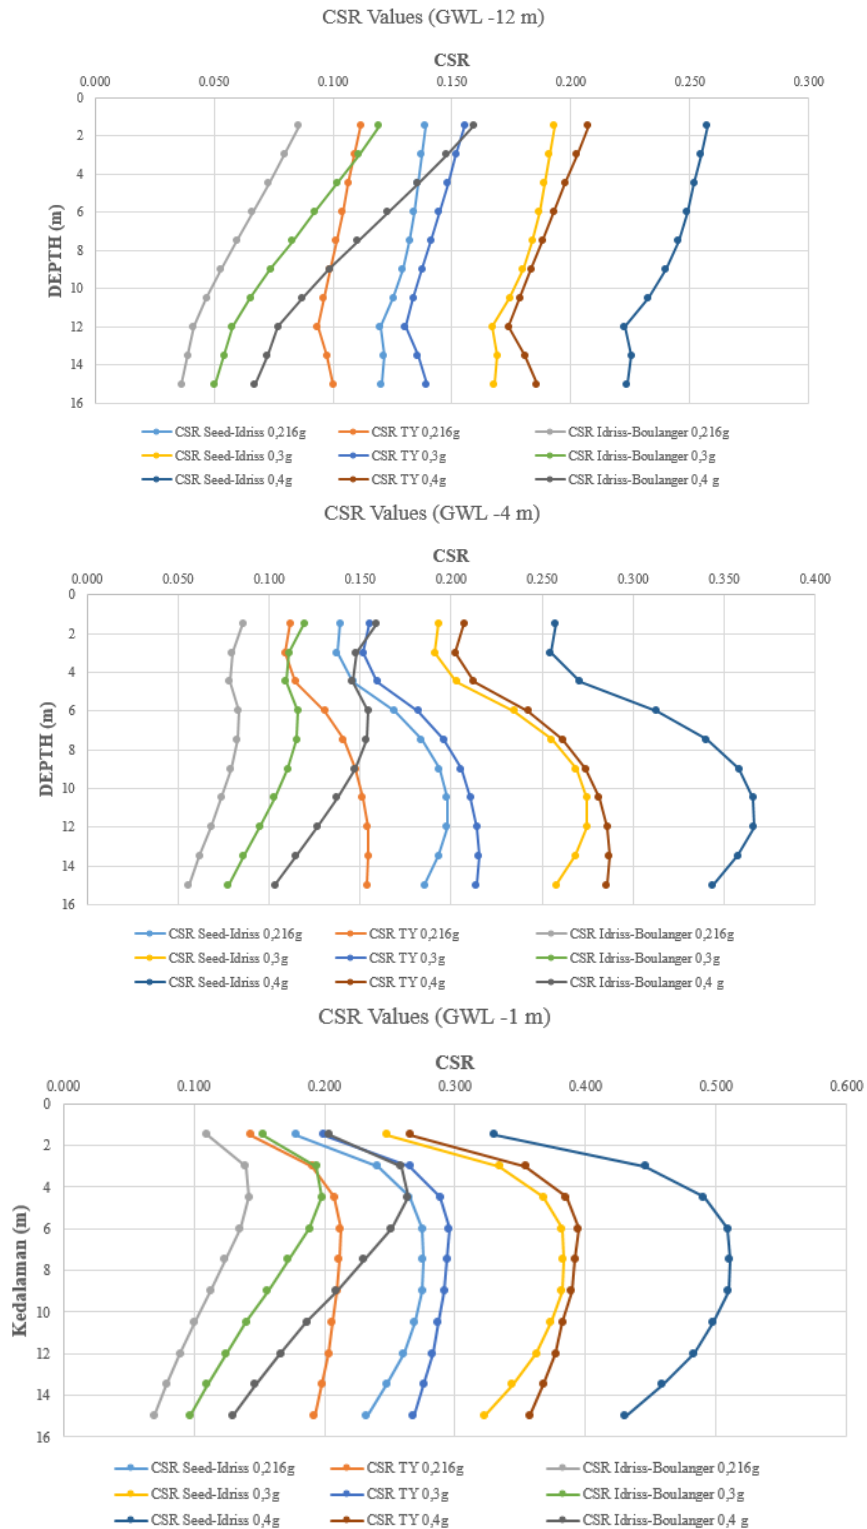 CSR Values (GWL -12 m)
CSR
0.000 0.050 0.100 0.150 0.200 0.250 0.300
0
2
4
6
8
10
12
14
16
DEPTH (m)
CSR Seed-Idriss 0,216g CSR TY 0,216g CSR Idriss-Boulanger 0,216g
CSR Seed-Idriss 0,3g CSR TY 0,3g CSR Idriss-Boulanger 0,3g
CSR Seed-Idriss 0,4g CSR TY 0,4g CSR Idriss-Boulanger 0,4 g
CSR Values (GWL -4 m)
CSR
0.000 0.050 0.100 0.150 0.200 0.250 0.300 0.350 0.400
0
2
4
6
8
10
12
14
16
DEPTH (m)
CSR Seed-Idriss 0,216g CSR TY 0,216g CSR Idriss-Boulanger 0,216g
CSR Seed-Idriss 0,3g CSR TY 0,3g CSR Idriss-Boulanger 0,3g
CSR Seed-Idriss 0,4g CSR TY 0,4g CSR Idriss-Boulanger 0,4 g
CSR Values (GWL -1 m)
CSR
0.000 0.100 0.200 0.300 0.400 0.500 0.600
0
2
4
6
8
10
12
14
16
Kedalaman (m)
CSR Seed-Idriss 0,216g CSR TY 0,216g CSR Idriss-Boulanger 0,216g
CSR Seed-Idriss 0,3g CSR TY 0,3g CSR Idriss-Boulanger 0,3g
CSR Seed-Idriss 0,4g CSR TY 0,4g CSR Idriss-Boulanger 0,4 g